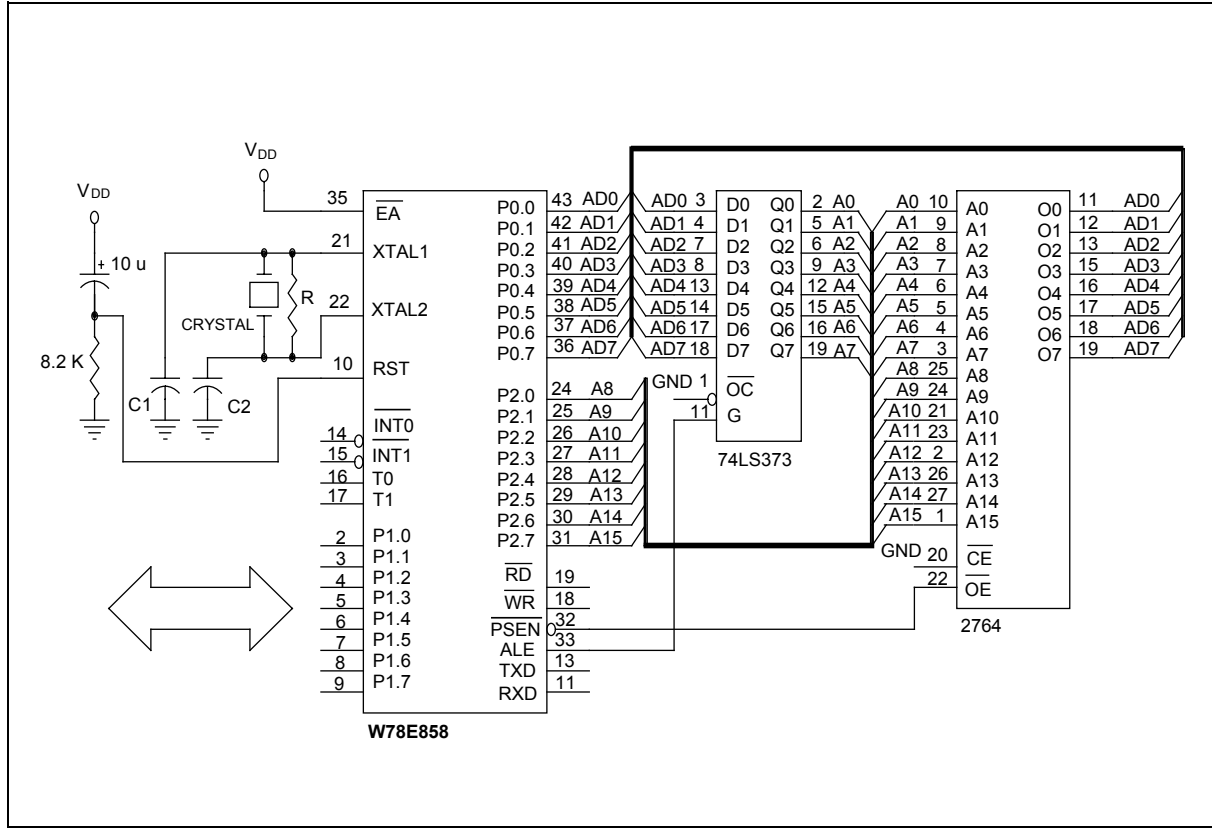 VDD
VDD
10 u
+
8.2 K
C1
C2
CRYSTAL
R
35 EA
21 XTAL1
22 XTAL2
10 RST
14 INT0
15 INT1
16 T0
17 T1
2 P1.0
3 P1.1
4 P1.2
5 P1.3
6 P1.4
7 P1.5
8 P1.6
9 P1.7
P0.0 43 AD0
P0.1 42 AD1
P0.2 41 AD2
P0.3 40 AD3
P0.4 39 AD4
P0.5 38 AD5
P0.6 37 AD6
P0.7 36 AD7
P2.0 24 A8
P2.1 25 A9
P2.2 26 A10
P2.3 27 A11
P2.4 28 A12
P2.5 29 A13
P2.6 30 A14
P2.7 31 A15
RD 19
WR 18
PSEN 32
ALE 33
TXD 13
RXD 11
W78E858
AD0 3 D0 Q0 2 A0
AD1 4 D1 Q1 5 A1
AD2 7 D2 Q2 6 A2
AD3 8 D3 Q3 9 A3
AD4 13 D4 Q4 12 A4
AD5 14 D5 Q5 15 A5
AD6 17 D6 Q6 16 A6
AD7 18 D7 Q7 19 A7
GND 1 OC
11 G
74LS373
A0 10 A0 O0 11 AD0
A1 9 A1 O1 12 AD1
A2 8 A2 O2 13 AD2
A3 7 A3 O3 15 AD3
A4 6 A4 O4 16 AD4
A5 5 A5 O5 17 AD5
A6 4 A6 O6 18 AD6
A7 3 A7 O7 19 AD7
A8 25 A8
A9 24 A9
A10 21 A10
A11 23 A11
A12 2 A12
A13 26 A13
A14 27 A14
A15 1 A15
GND 20 CE
22 OE
2764